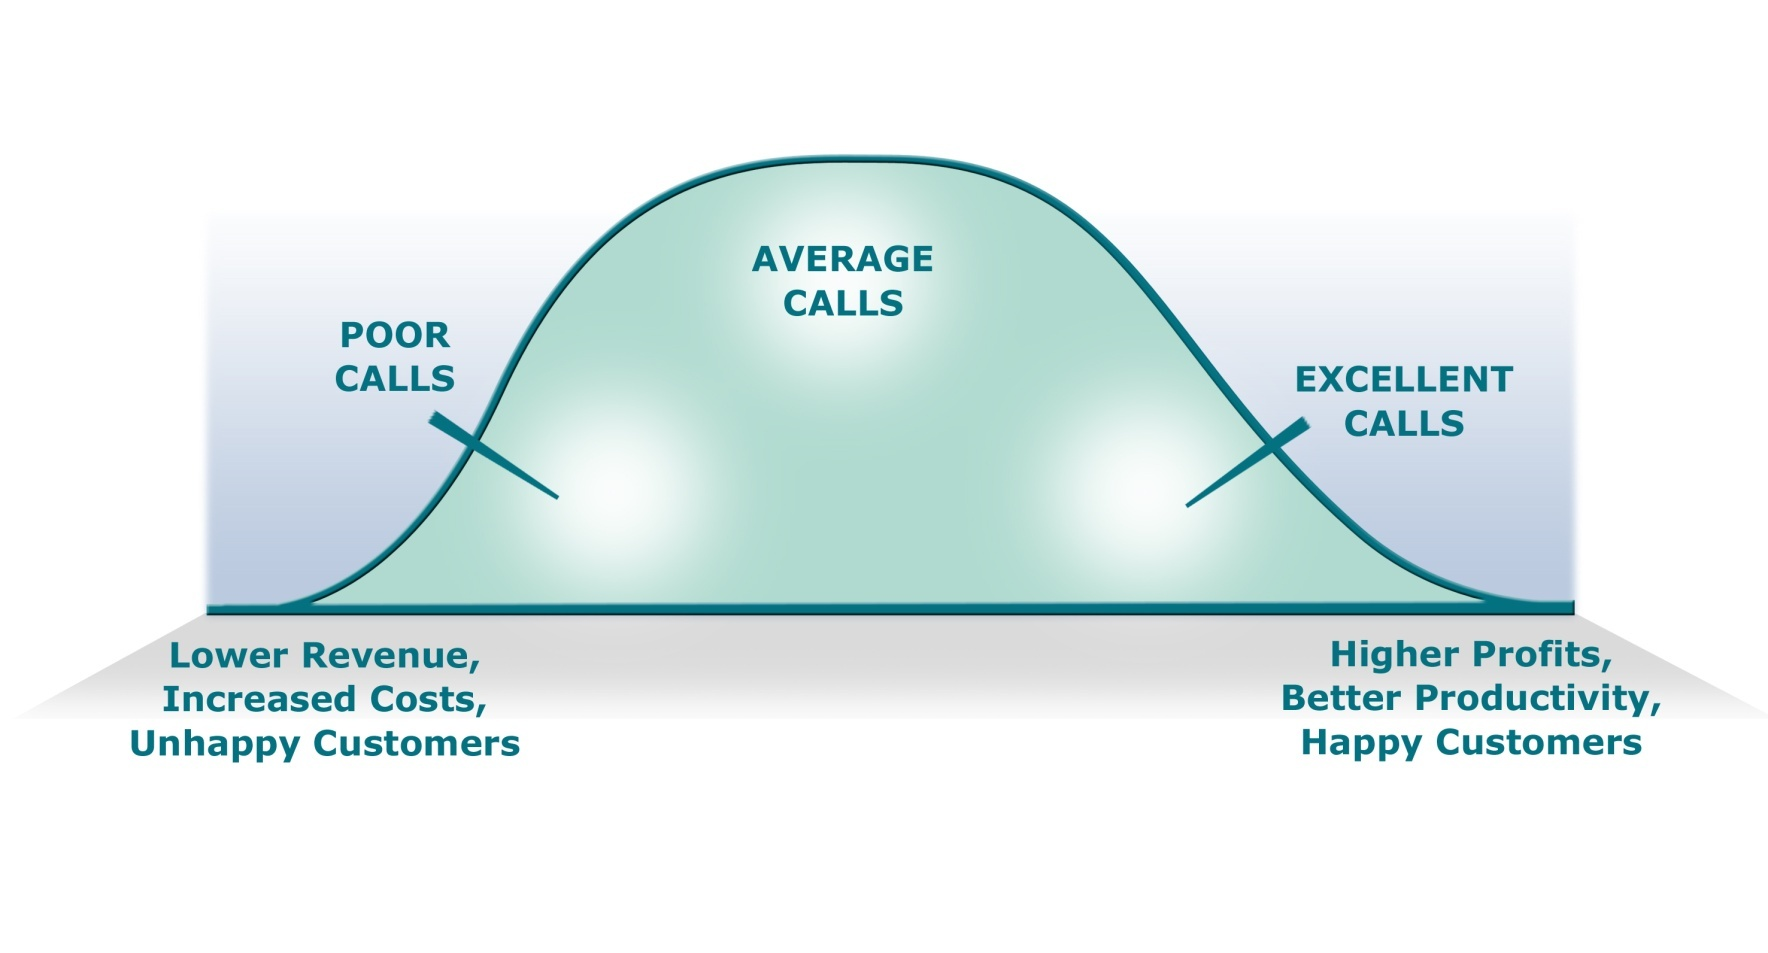 AVERAGE
CALLS
POOR
CALLS
EXCELLENT
CALLS
Lower Revenue,
Increased Costs,
Unhappy Customers
Higher Profits,
Better Productivity,
Happy Customers